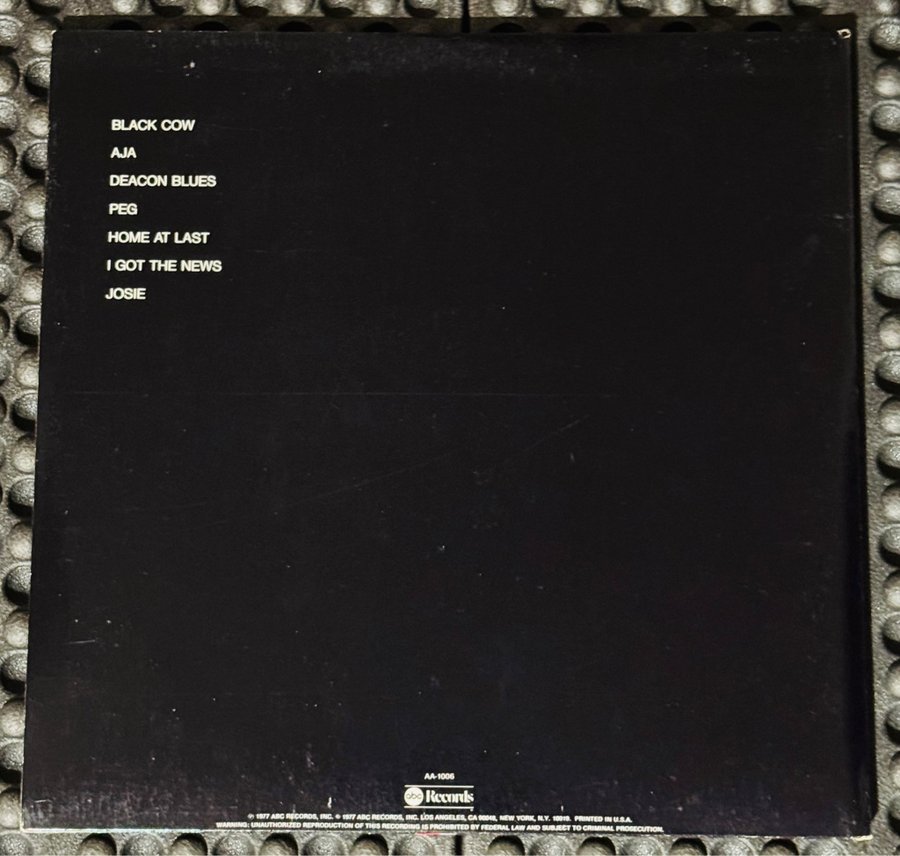 BLACK COW
AJA
DEACON BLUES
PEG
HOME AT LAST
I GOT THE NEWS
JOSIE
AA-1006
abc Records
℗ 1977 ABC RECORDS, INC. © 1977 ABC RECORDS, INC. LOS ANGELES, CA 90048, NEW YORK, N.Y. 10019. PRINTED IN U.S.A.
WARNING: UNAUTHORIZED REPRODUCTION OF THIS RECORDING IS PROHIBITED BY FEDERAL LAW AND SUBJECT TO CRIMINAL PROSECUTION.